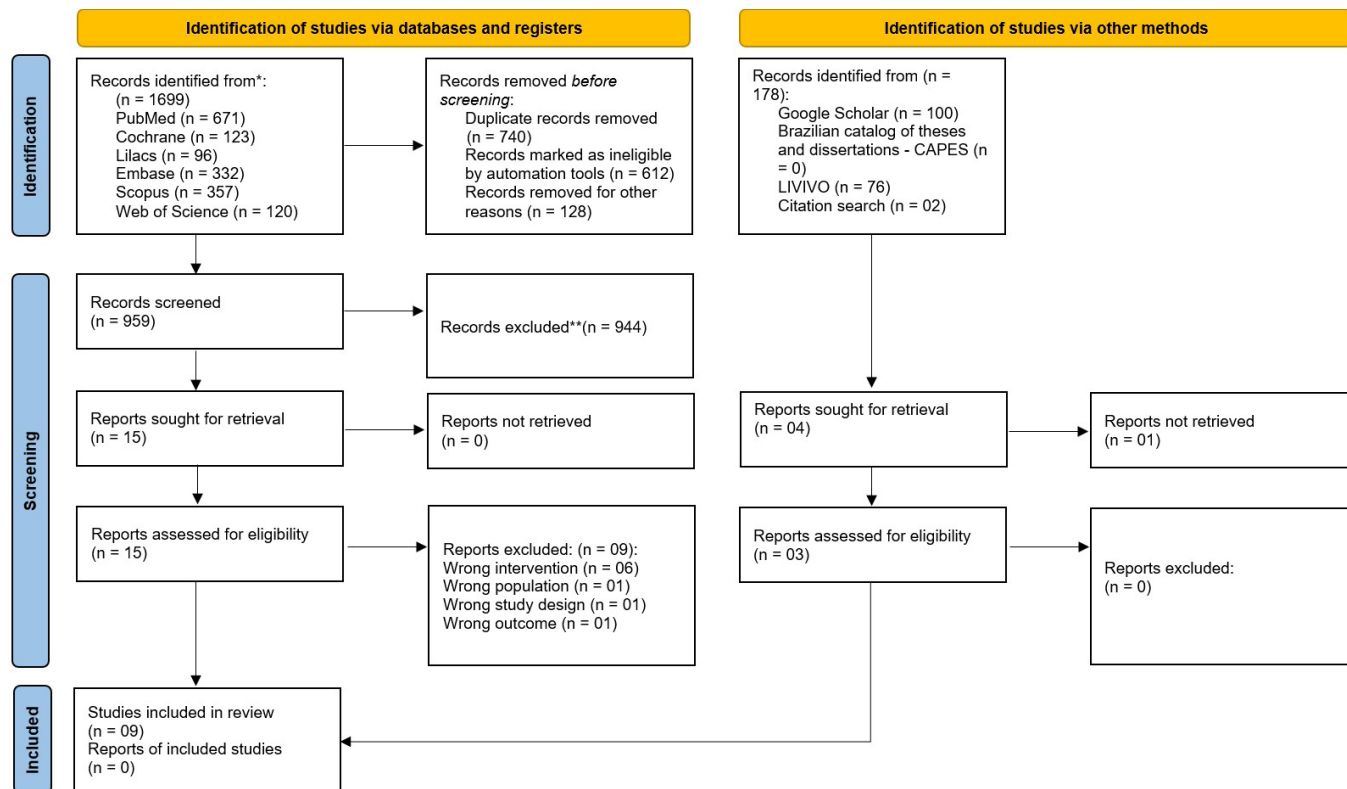 Identification of studies via databases and registers
Identification of studies via other methods
Identification
Records identified from*:
(n = 1699)
PubMed (n = 671)
Cochrane (n = 123)
Lilacs (n = 96)
Embase (n = 332)
Scopus (n = 357)
Web of Science (n = 120)
Records removed before
screening:
Duplicate records removed
(n = 740)
Records marked as ineligible
by automation tools (n = 612)
Records removed for other
reasons (n = 128)
Records identified from (n =
178):
Google Scholar (n = 100)
Brazilian catalog of theses
and dissertations - CAPES (n
= 0)
LIVIVO (n = 76)
Citation search (n = 02)
Screening
Records screened
(n = 959)
Records excluded**(n = 944)
Reports sought for retrieval
(n = 15)
Reports not retrieved
(n = 0)
Reports sought for retrieval
(n = 04)
Reports not retrieved
(n = 01)
Reports assessed for eligibility
(n = 15)
Reports excluded: (n = 09):
Wrong intervention (n = 06)
Wrong population (n = 01)
Wrong study design (n = 01)
Wrong outcome (n = 01)
Reports assessed for eligibility
(n = 03)
Reports excluded:
(n = 0)
Included
Studies included in review
(n = 09)
Reports of included studies
(n = 0)